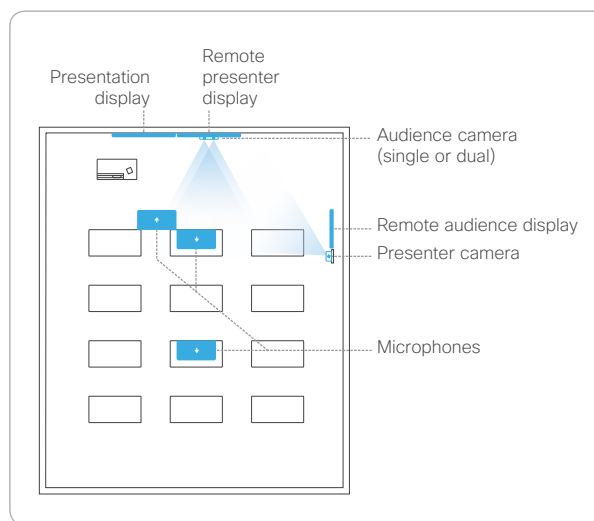 Presentation
display
Remote
presenter
display
Audience camera
(single or dual)
Remote audience display
Presenter camera
Microphones